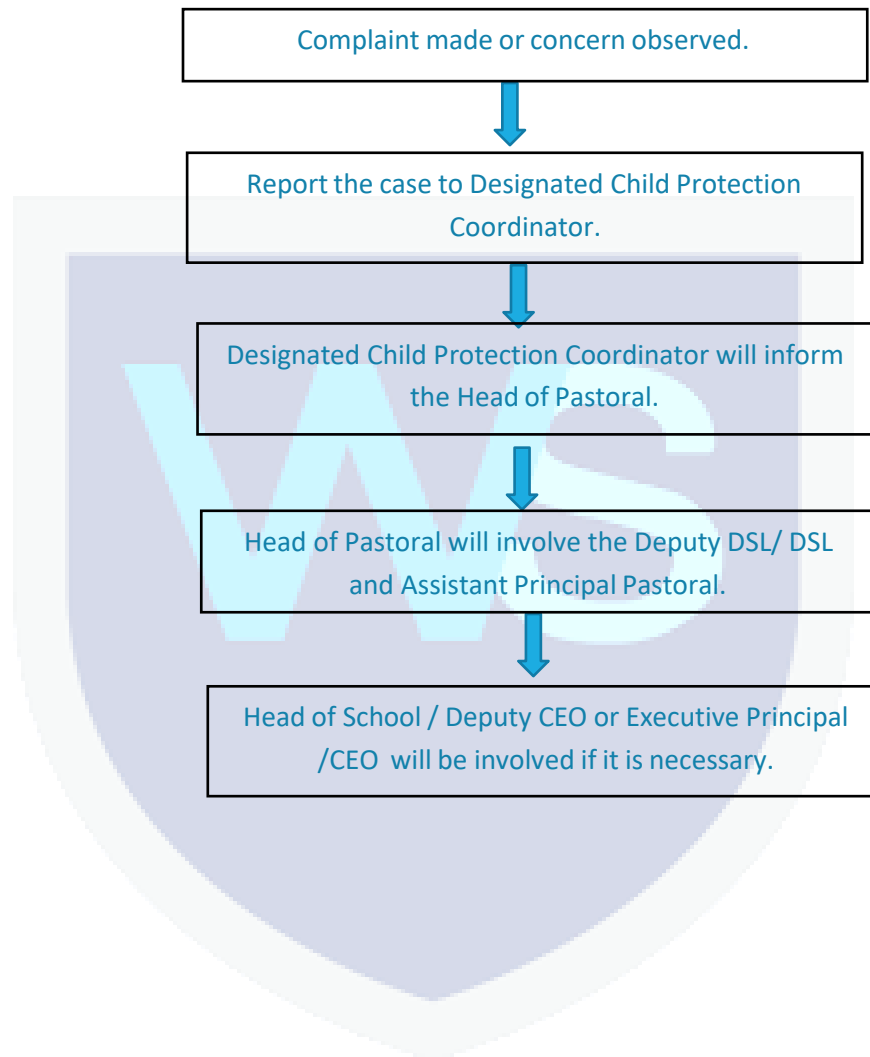 Complaint made or concern observed.
Report the case to Designated Child Protection
Coordinator.
Designated Child Protection Coordinator will inform
the Head of Pastoral.
Head of Pastoral will involve the Deputy DSL/ DSL
and Assistant Principal Pastoral.
Head of School / Deputy CEO or Executive Principal
/CEO will be involved if it is necessary.
WS